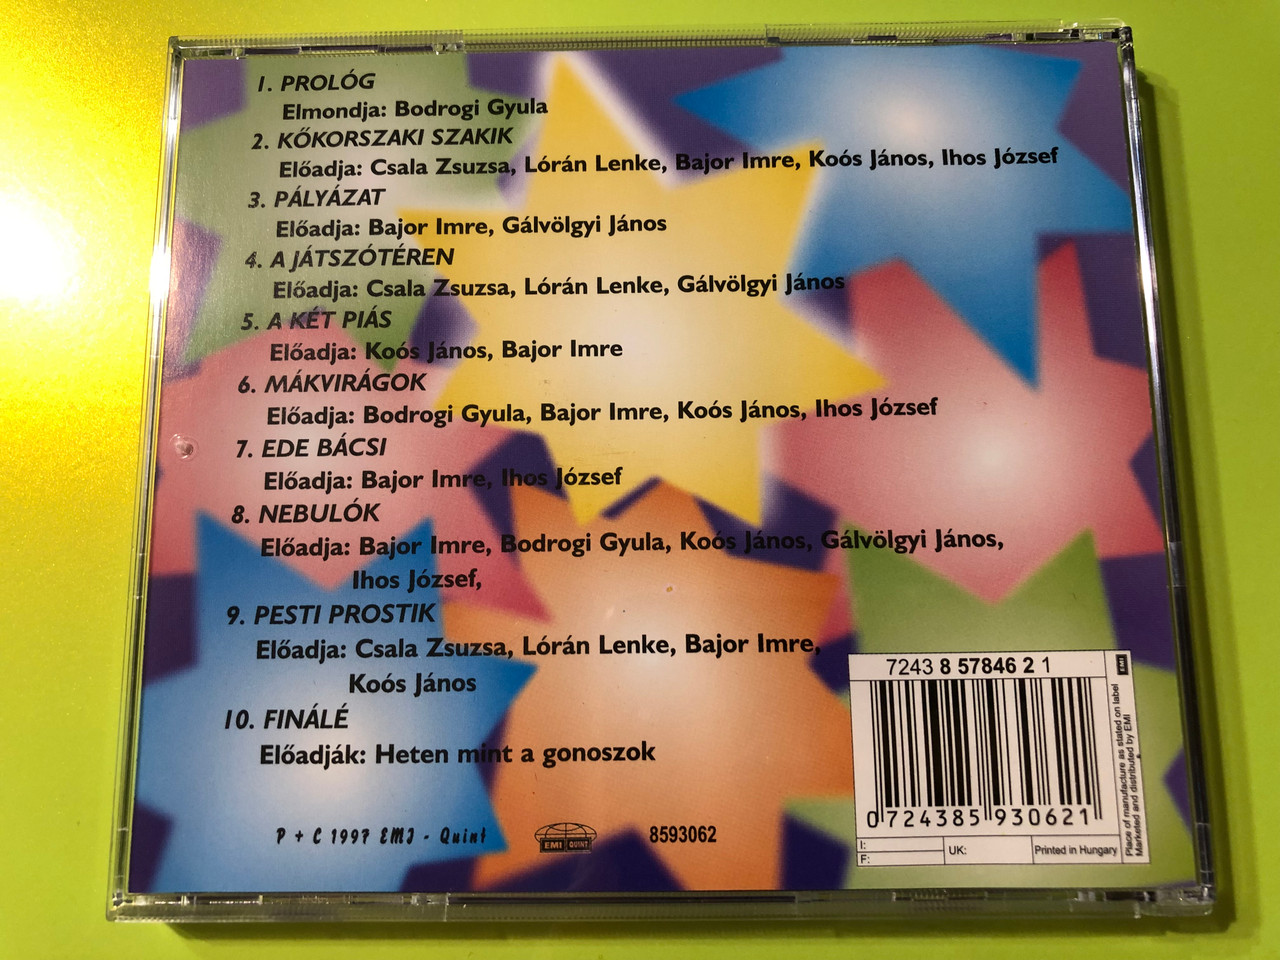 1. PROLÓG
Elmondja: Bodrogi Gyula
2. KŐKORSZAKI SZAKIK
Előadja: Csala Zsuzsa, Lórán Lenke, Bajor Imre, Koós János, Ihos József
3. PÁLYÁZAT
Előadja: Bajor Imre, Gálvölgyi János
4. A JÁTSZÓTÉREN
Előadja: Csala Zsuzsa, Lórán Lenke, Gálvölgyi János
5. A KÉT PIÁS
Előadja: Koós János, Bajor Imre
6. MÁKVIRÁGOK
Előadja: Bodrogi Gyula, Bajor Imre, Koós János, Ihos József
7. EDE BÁCSI
Előadja: Bajor Imre, Ihos József
8. NEBULÓK
Előadja: Bajor Imre, Bodrogi Gyula, Koós János, Gálvölgyi János,
Ihos József,
9. PESTI PROSTIK
Előadja: Csala Zsuzsa, Lórán Lenke, Bajor Imre,
Koós János
10. FINÁLÉ
Előadják: Heten mint a gonoszok
P + C 1997 EMI - Quint
EMI QUINT
8593062
7243 8 57846 2 1
EMI
0 724385 930621
I:
F:
UK:
Printed in Hungary
Place of manufacture as stated on label
Marketed and distributed by EMI